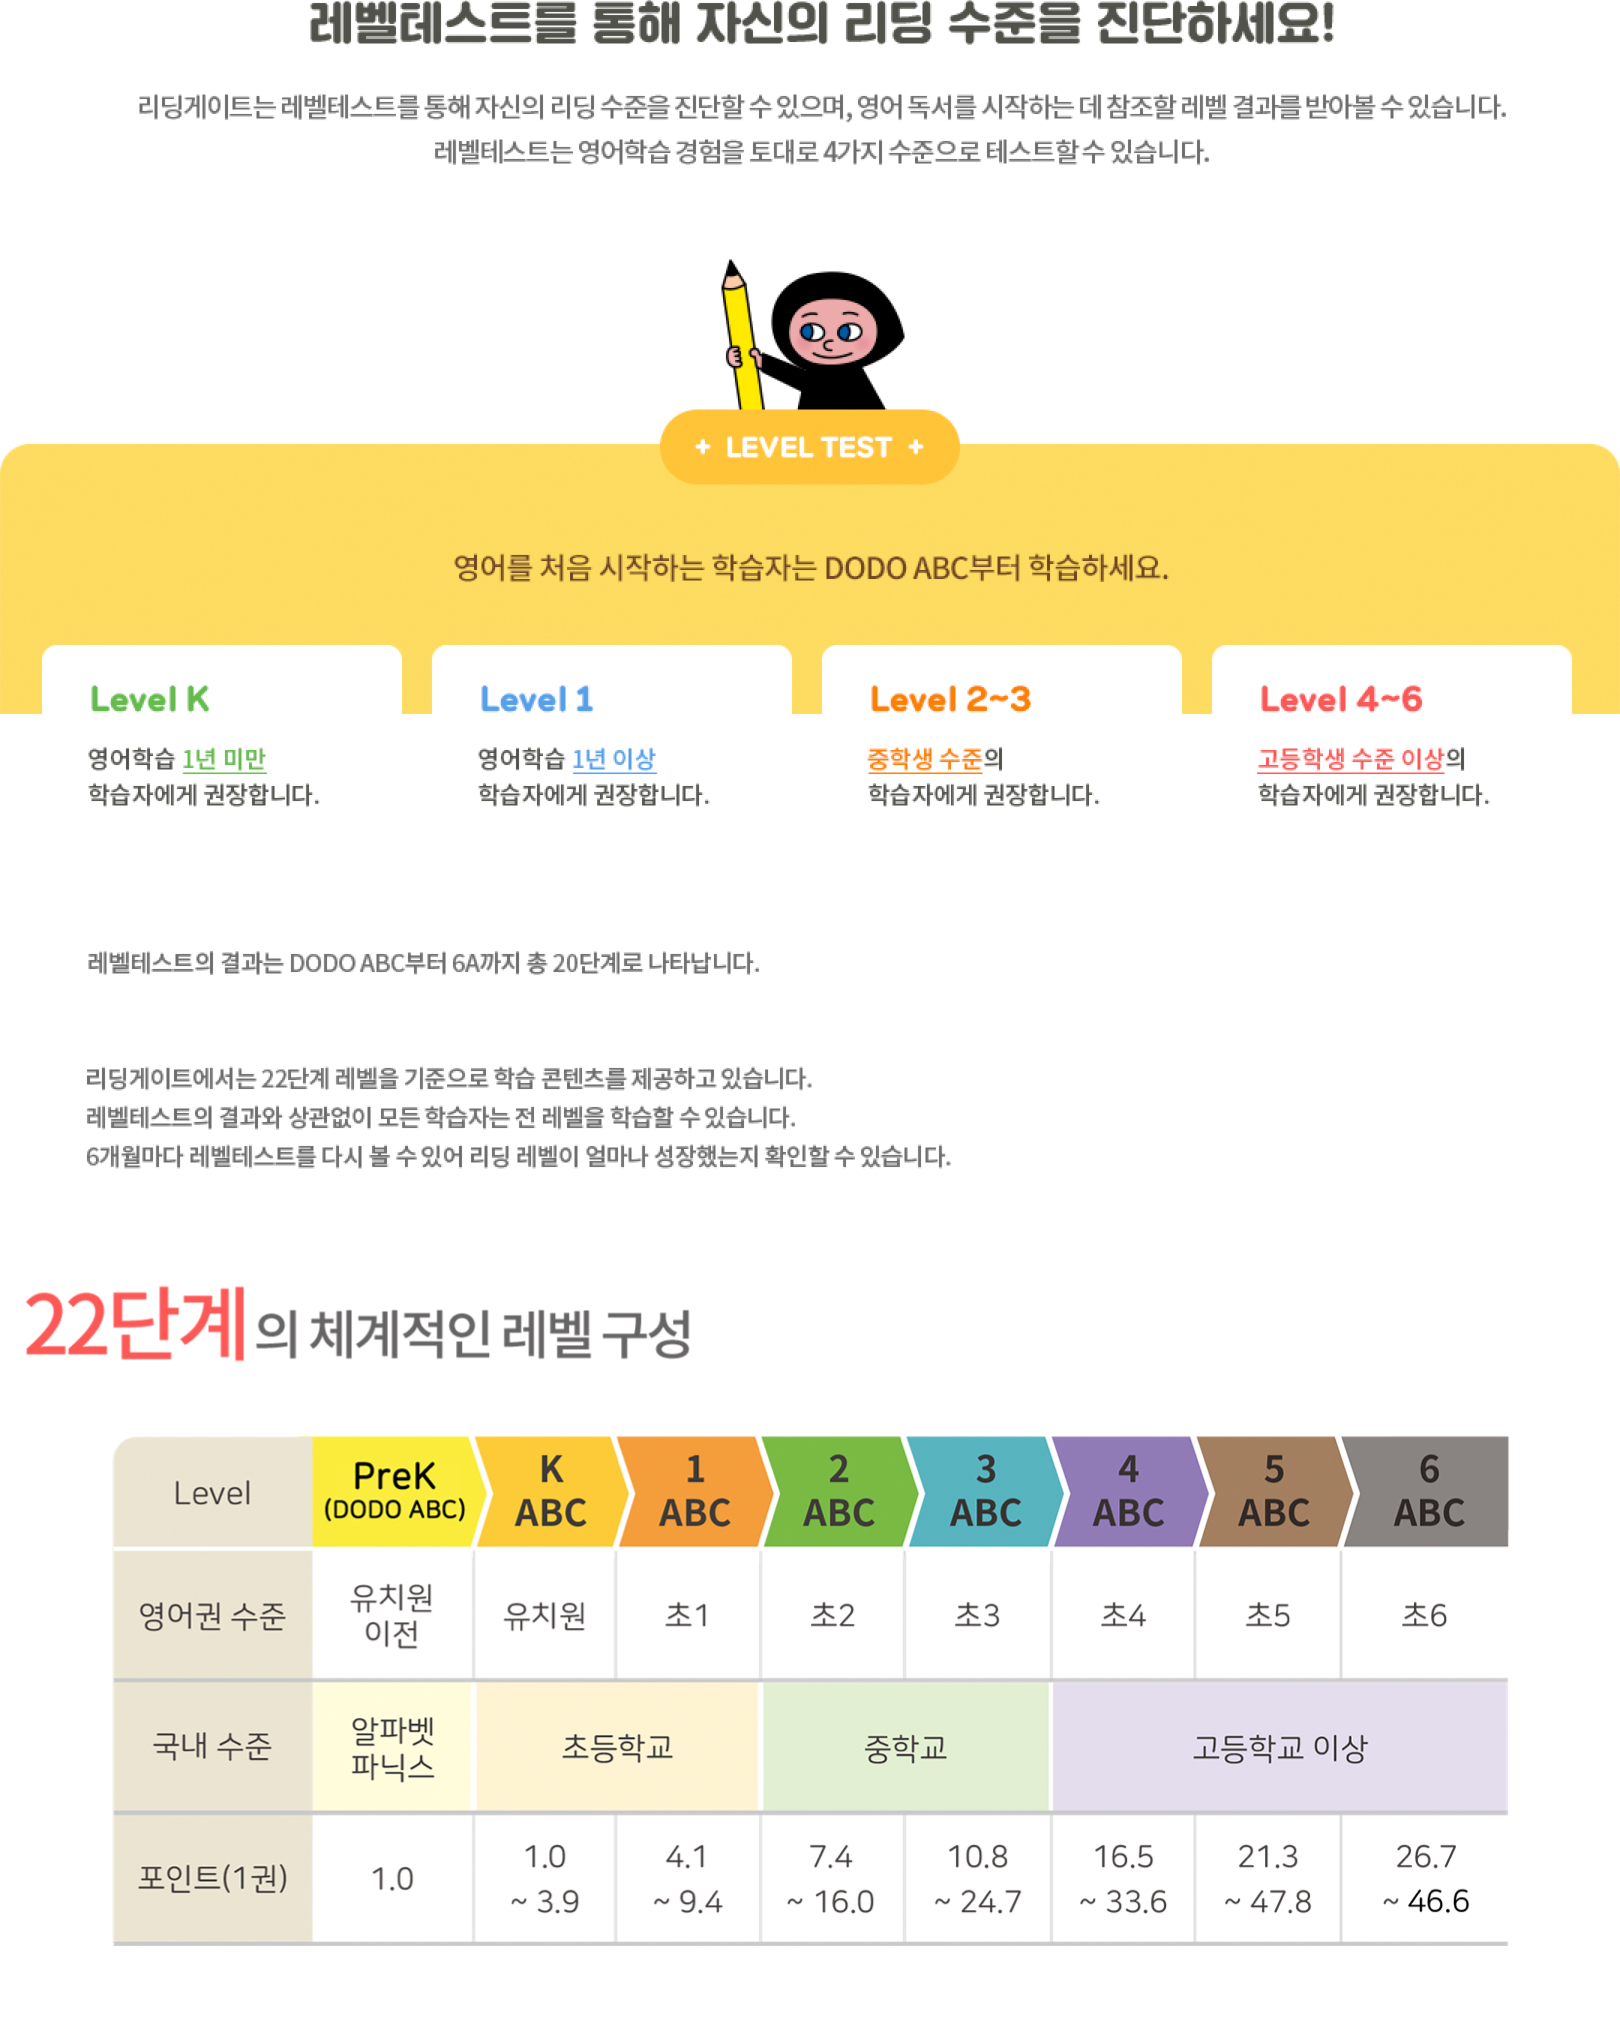 레벨테스트를 통해 자신의 리딩 수준을 진단하세요!
리딩게이트는 레벨테스트를 통해 자신의 리딩 수준을 진단할 수 있으며, 영어 독서를 시작하는 데 참조할 레벨 결과를 받아볼 수 있습니다.
레벨테스트는 영어학습 경험을 토대로 4가지 수준으로 테스트할 수 있습니다.
+ LEVEL TEST +
영어를 처음 시작하는 학습자는 DODO ABC부터 학습하세요.
Level K
영어학습 1년 미만
학습자에게 권장합니다.
Level 1
영어학습 1년 이상
학습자에게 권장합니다.
Level 2~3
중학생 수준의
학습자에게 권장합니다.
Level 4~6
고등학생 수준 이상의
학습자에게 권장합니다.
레벨테스트의 결과는 DODO ABC부터 6A까지 총 20단계로 나타납니다.
리딩게이트에서는 22단계 레벨을 기준으로 학습 콘텐츠를 제공하고 있습니다.
레벨테스트의 결과와 상관없이 모든 학습자는 전 레벨을 학습할 수 있습니다.
6개월마다 레벨테스트를 다시 볼 수 있어 리딩 레벨이 얼마나 성장했는지 확인할 수 있습니다.
22단계의 체계적인 레벨 구성
Level
PreK
(DODO ABC)
K
ABC
1
ABC
2
ABC
3
ABC
4
ABC
5
ABC
6
ABC
영어권 수준
유치원
이전
유치원
초1
초2
초3
초4
초5
초6
국내 수준
알파벳
파닉스
초등학교
중학교
고등학교 이상
포인트(1권)
1.0
1.0
~ 3.9
4.1
~ 9.4
7.4
~ 16.0
10.8
~ 24.7
16.5
~ 33.6
21.3
~ 47.8
26.7
~ 46.6